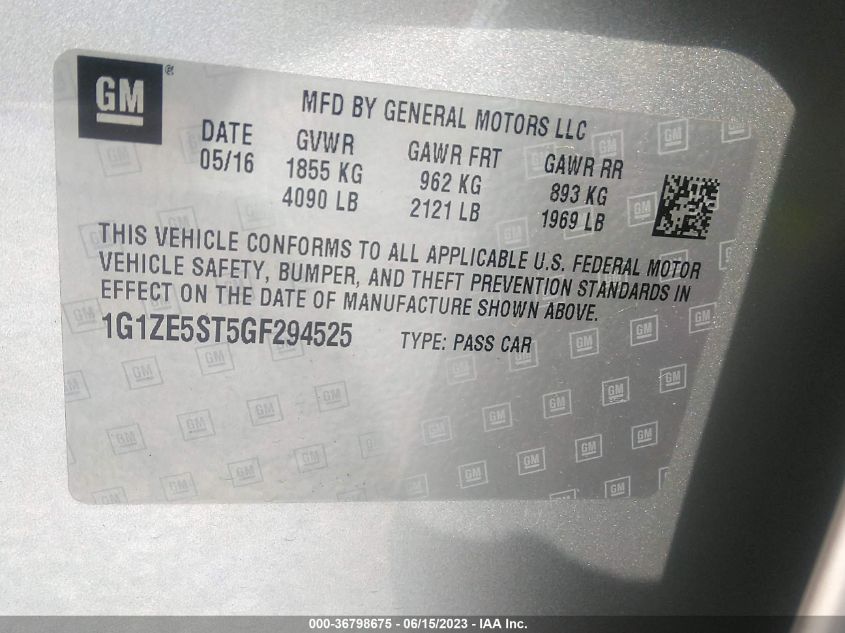 GM®
MFD BY GENERAL MOTORS LLC
DATE GVWR GAWR FRT GAWR RR
05/16 1855 KG 962 KG 893 KG
4090 LB 2121 LB 1969 LB
THIS VEHICLE CONFORMS TO ALL APPLICABLE U.S. FEDERAL MOTOR
VEHICLE SAFETY, BUMPER, AND THEFT PREVENTION STANDARDS IN
EFFECT ON THE DATE OF MANUFACTURE SHOWN ABOVE.
1G1ZE5ST5GF294525 TYPE: PASS CAR
000-36798675 - 06/15/2023 - IAA Inc.